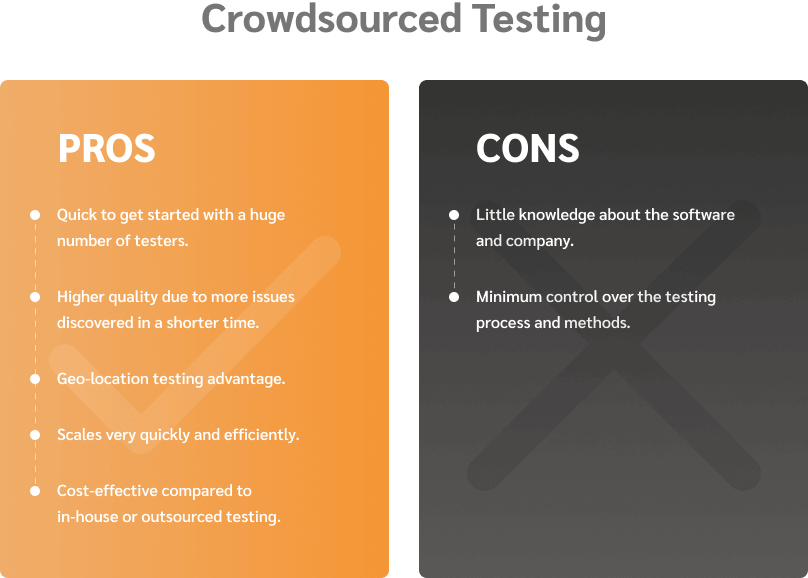 Crowdsourced Testing
PROS
Quick to get started with a huge
number of testers.
Higher quality due to more issues
discovered in a shorter time.
Geo-location testing advantage.
Scales very quickly and efficiently.
Cost-effective compared to
in-house or outsourced testing.
CONS
Little knowledge about the software
and company.
Minimum control over the testing
process and methods.